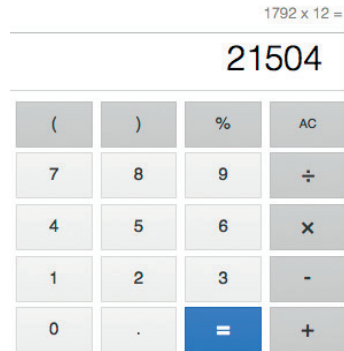 1792 x 12 =
21504
( ) % AC
7 8 9 ÷
4 5 6 ×
1 2 3 -
0 . = +